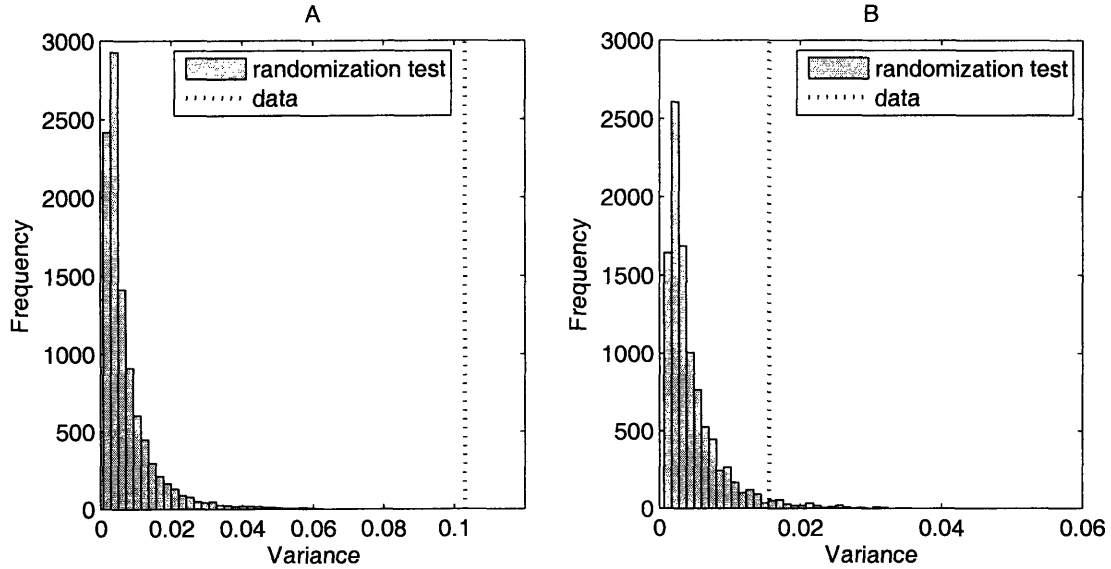 A
3000
2500
2000
1500
1000
500
0
Frequency
randomization test
data
0 0.02 0.04 0.06 0.08 0.1
Variance
B
3000
2500
2000
1500
1000
500
0
Frequency
randomization test
data
0 0.02 0.04 0.06
Variance